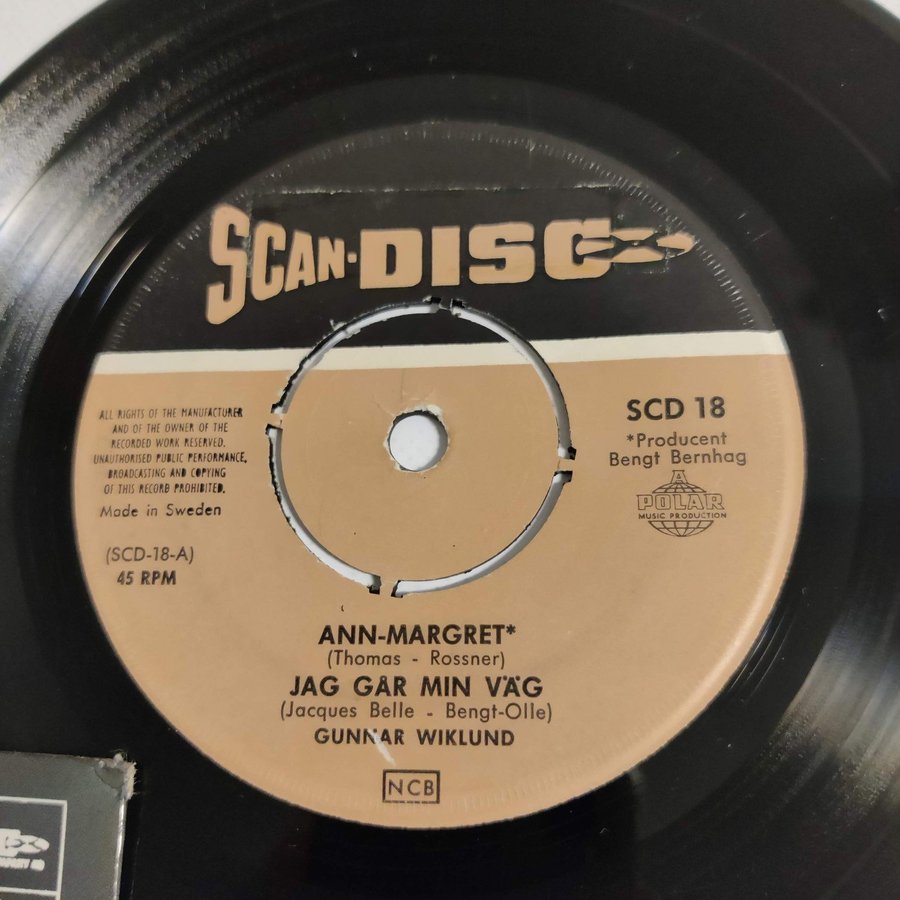 SCAN-DISC
ALL RIGHTS OF THE MANUFACTURER
AND OF THE OWNER OF THE
RECORDED WORK RESERVED.
UNAUTHORISED PUBLIC PERFORMANCE,
BROADCASTING AND COPYING
OF THIS RECORD PROHIBITED.
Made in Sweden
(SCD-18-A)
45 RPM
SCD 18
*Producent
Bengt Bernhag
A
POLAR
MUSIC PRODUCTION
ANN-MARGRET*
(Thomas - Rossner)
JAG GÅR MIN VÄG
(Jacques Belle - Bengt-Olle)
GUNNAR WIKLUND
NCB